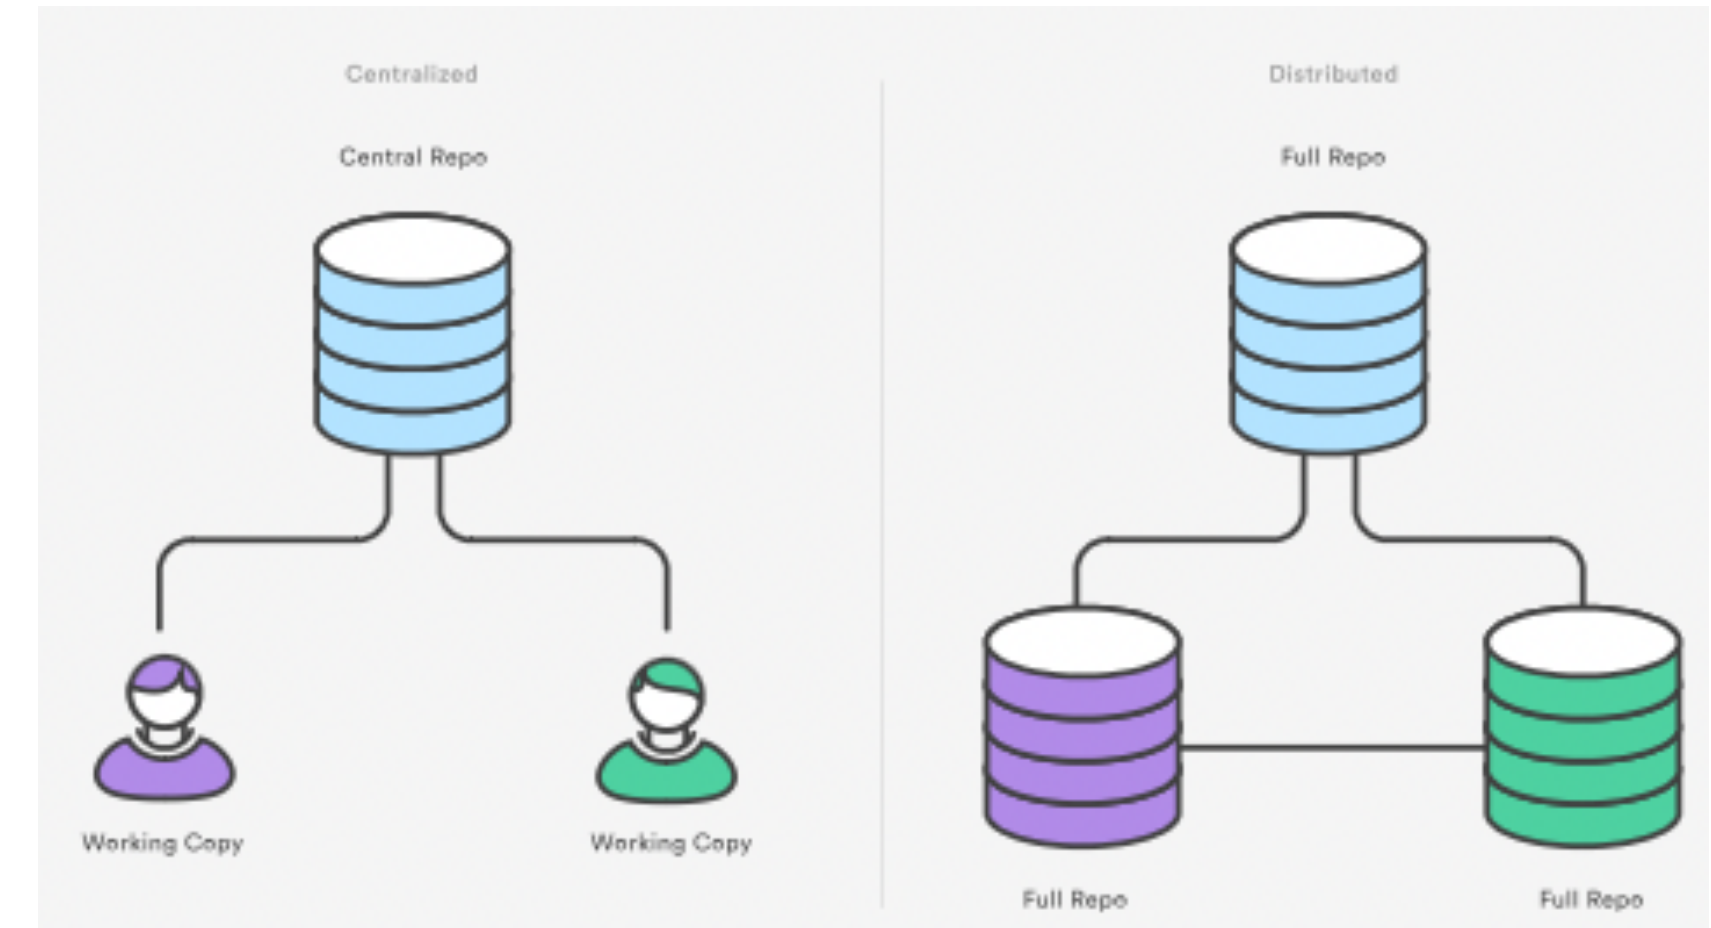 Centralized
Central Repo
Working Copy
Working Copy
Distributed
Full Repo
Full Repo
Full Repo